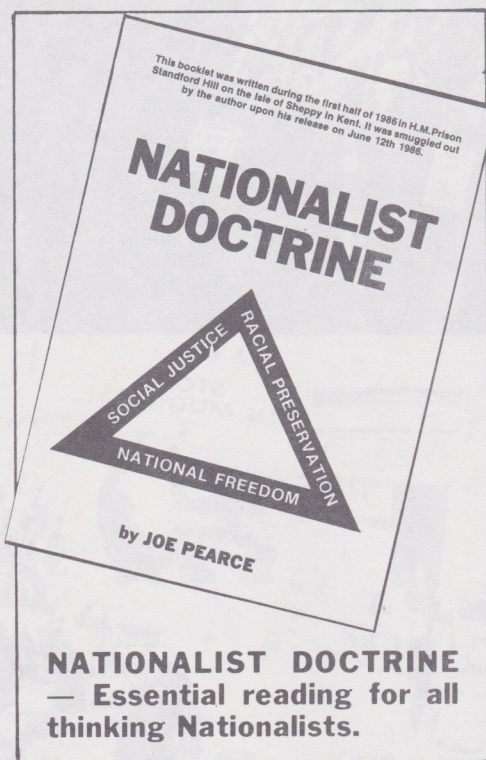 This booklet was written during the first half of 1986 in H.M.Prison
Standford Hill on the Isle of Sheppy in Kent. It was smuggled out
by the author upon his release on June 12th 1986.
NATIONALIST
DOCTRINE
SOCIAL JUSTICE
RACIAL PRESERVATION
NATIONAL FREEDOM
by JOE PEARCE
NATIONALIST DOCTRINE
— Essential reading for all
thinking Nationalists.